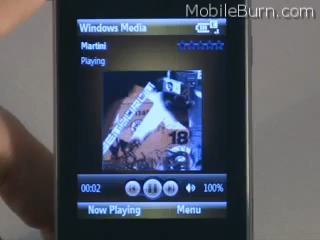 MobileBurn.com
Windows Media
Martini
Playing
18
00:02 100%
Now Playing Menu